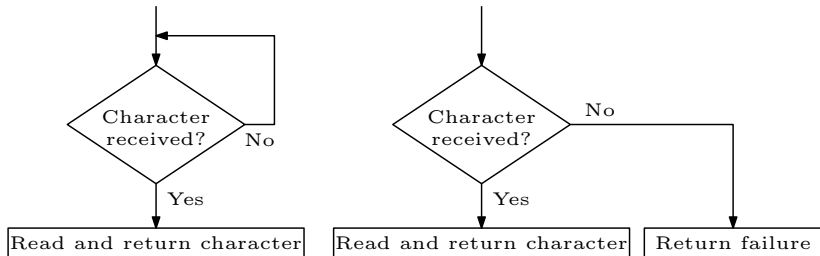 Character
received?
No
Yes
Read and return character
Character
received?
No
Yes
Read and return character
Return failure